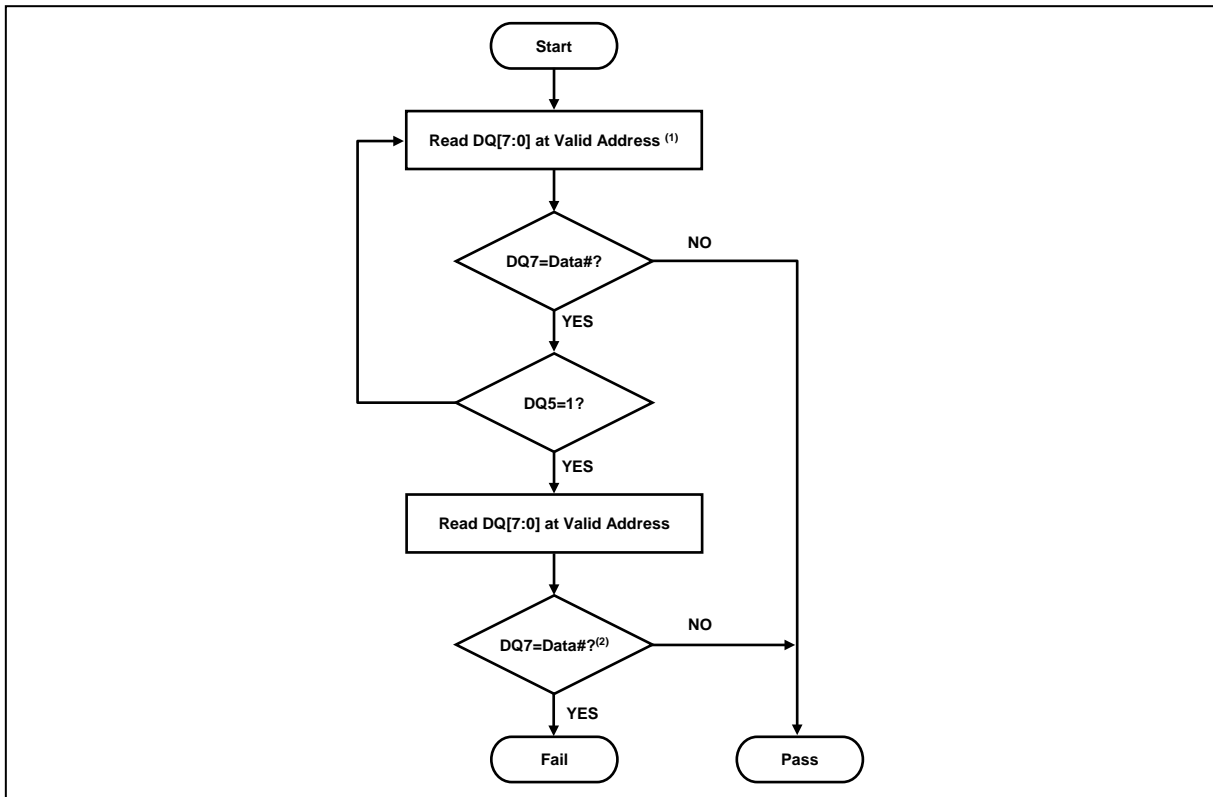 Start
Read DQ[7:0] at Valid Address (1)
NO
DQ7=Data#?
YES
DQ5=1?
YES
Read DQ[7:0] at Valid Address
NO
DQ7=Data#?(2)
YES
Fail
Pass